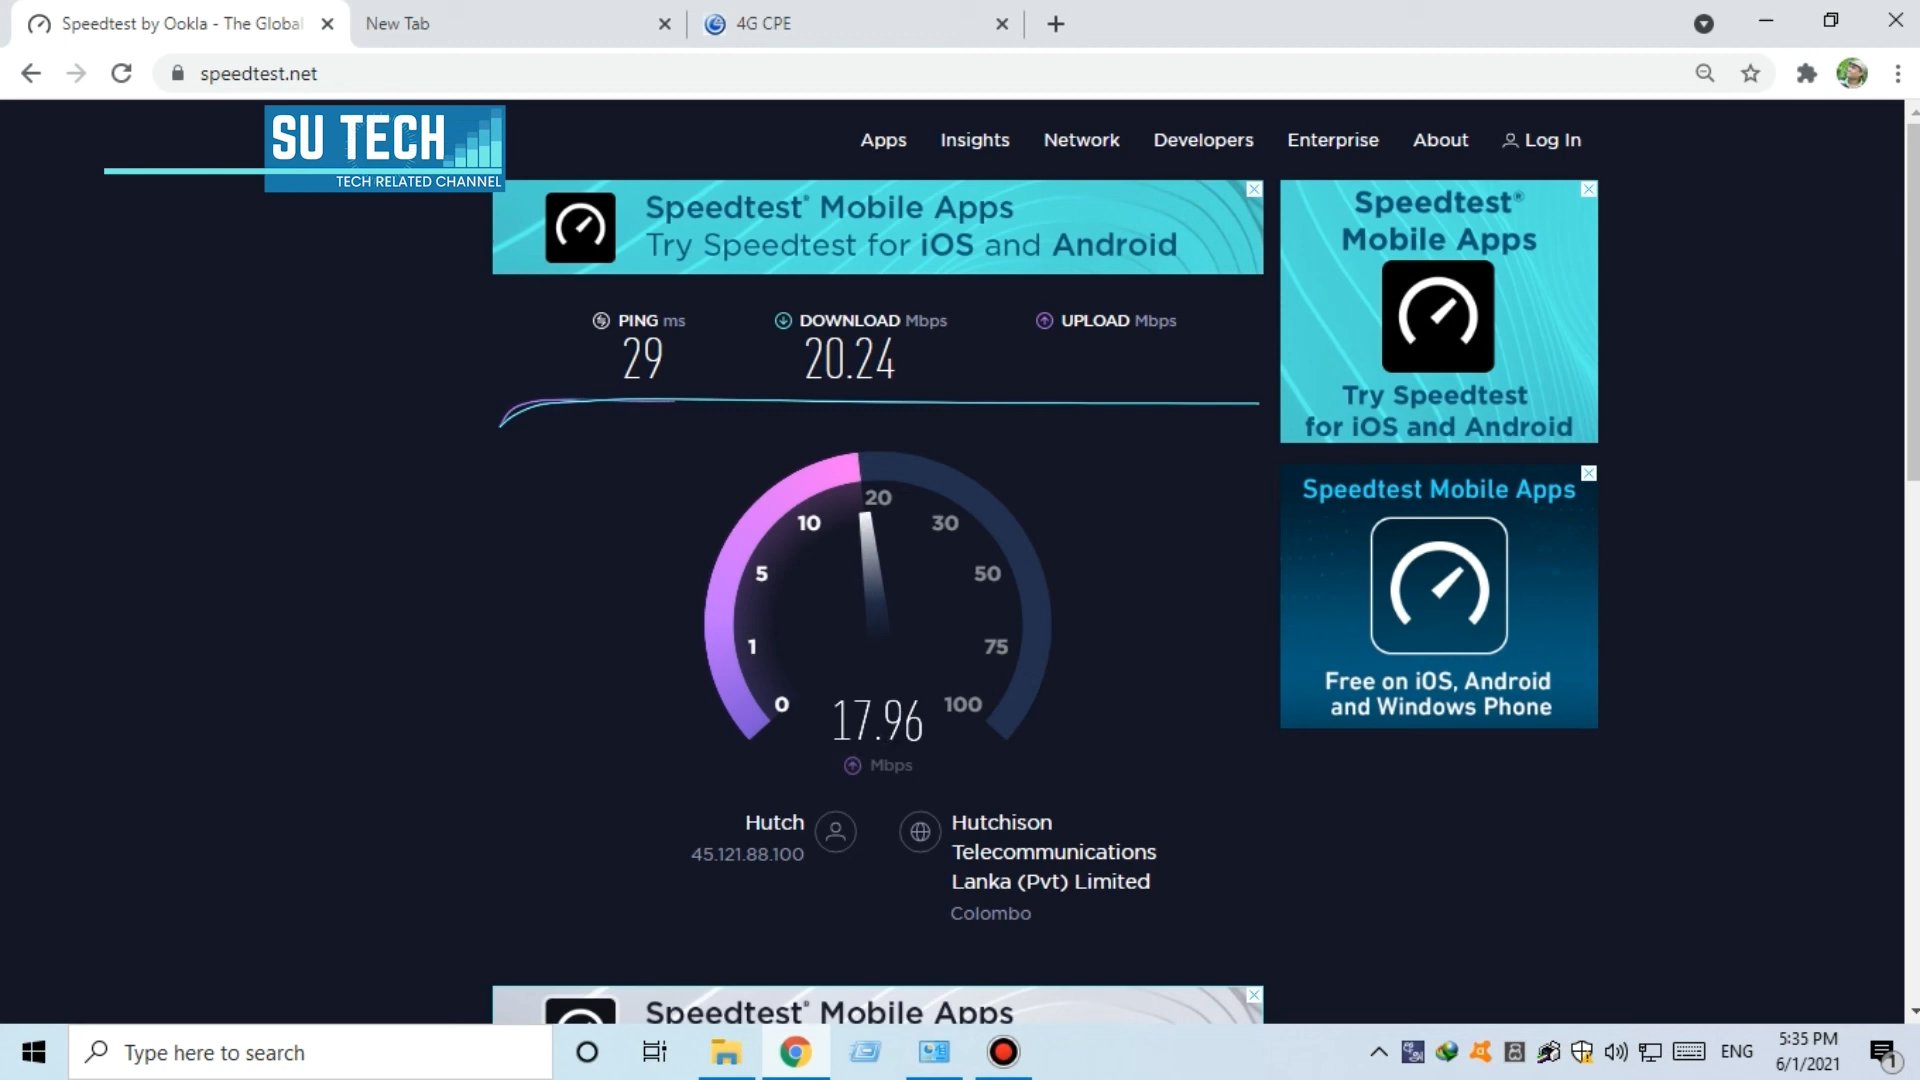 Speedtest by Ookla - The Global
New Tab
4G CPE
speedtest.net
SU TECH
TECH RELATED CHANNEL
Apps Insights Network Developers Enterprise About Log In
Speedtest® Mobile Apps
Try Speedtest for iOS and Android
Speedtest®
Mobile Apps
Try Speedtest
for iOS and Android
PING ms
29
DOWNLOAD Mbps
20.24
UPLOAD Mbps
Speedtest Mobile Apps
Free on iOS, Android
and Windows Phone
0
1
5
10
20
30
50
75
100
17.96
Mbps
Hutch
45.121.88.100
Hutchison
Telecommunications
Lanka (Pvt) Limited
Colombo
Speedtest® Mobile Apps
Type here to search
ENG
5:35 PM
6/1/2021
1